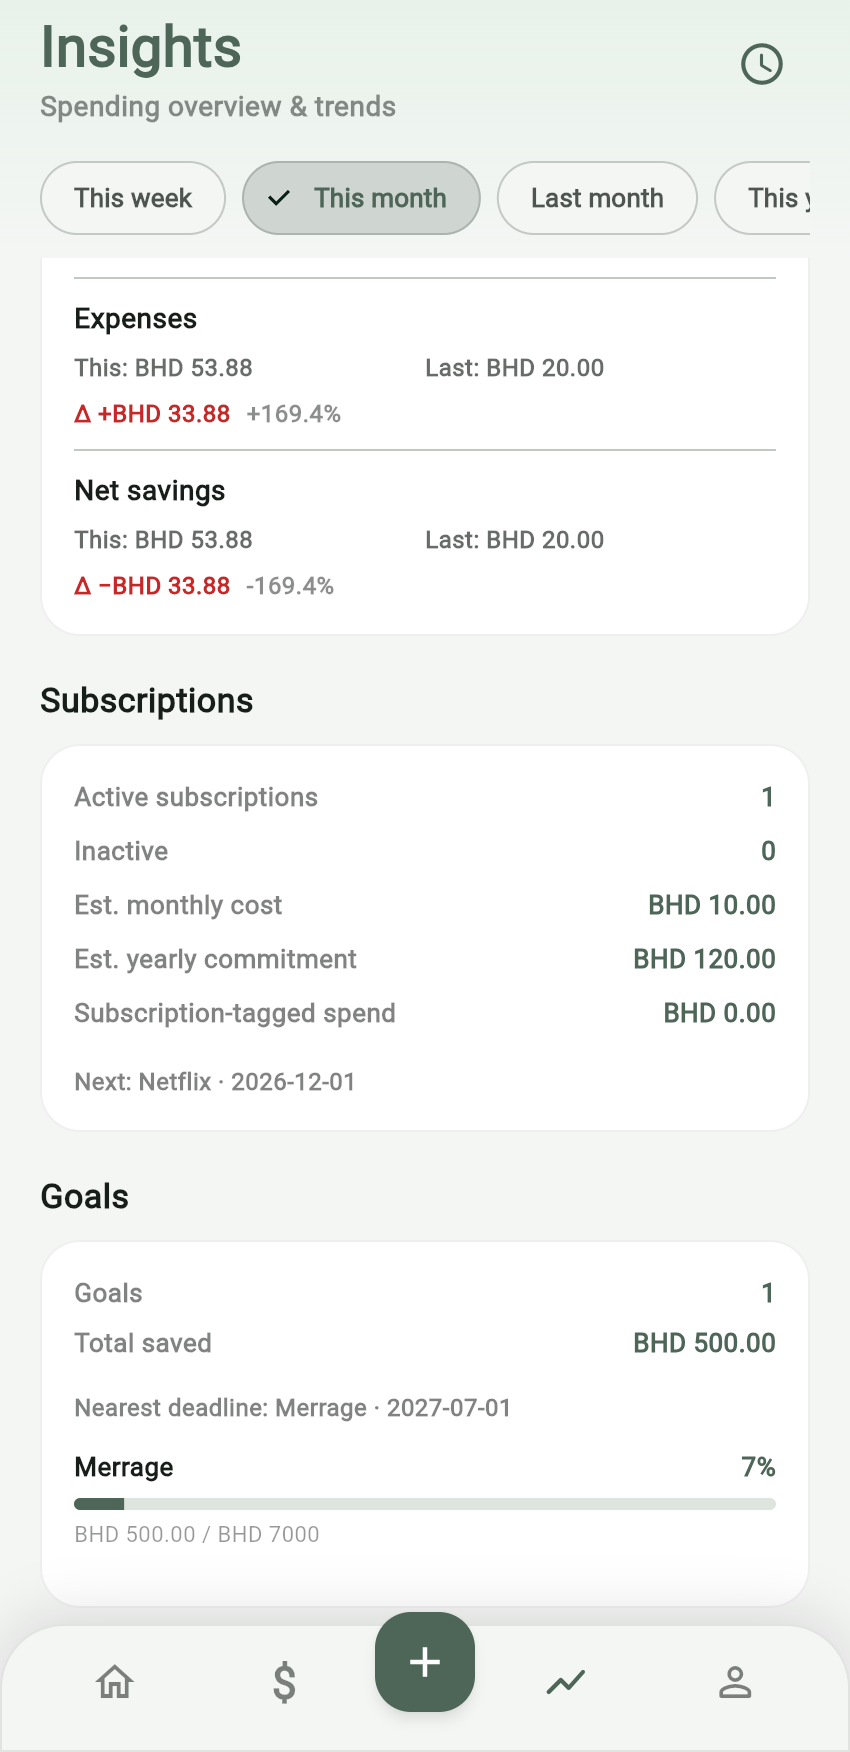 Insights
Spending overview & trends
This week
This month
Last month
This y
Expenses
This: BHD 53.88
Last: BHD 20.00
Δ +BHD 33.88 +169.4%
Net savings
This: BHD 53.88
Last: BHD 20.00
Δ −BHD 33.88 -169.4%
Subscriptions
Active subscriptions 1
Inactive 0
Est. monthly cost BHD 10.00
Est. yearly commitment BHD 120.00
Subscription-tagged spend BHD 0.00
Next: Netflix · 2026-12-01
Goals
Goals 1
Total saved BHD 500.00
Nearest deadline: Merrage · 2027-07-01
Merrage 7%
BHD 500.00 / BHD 7000